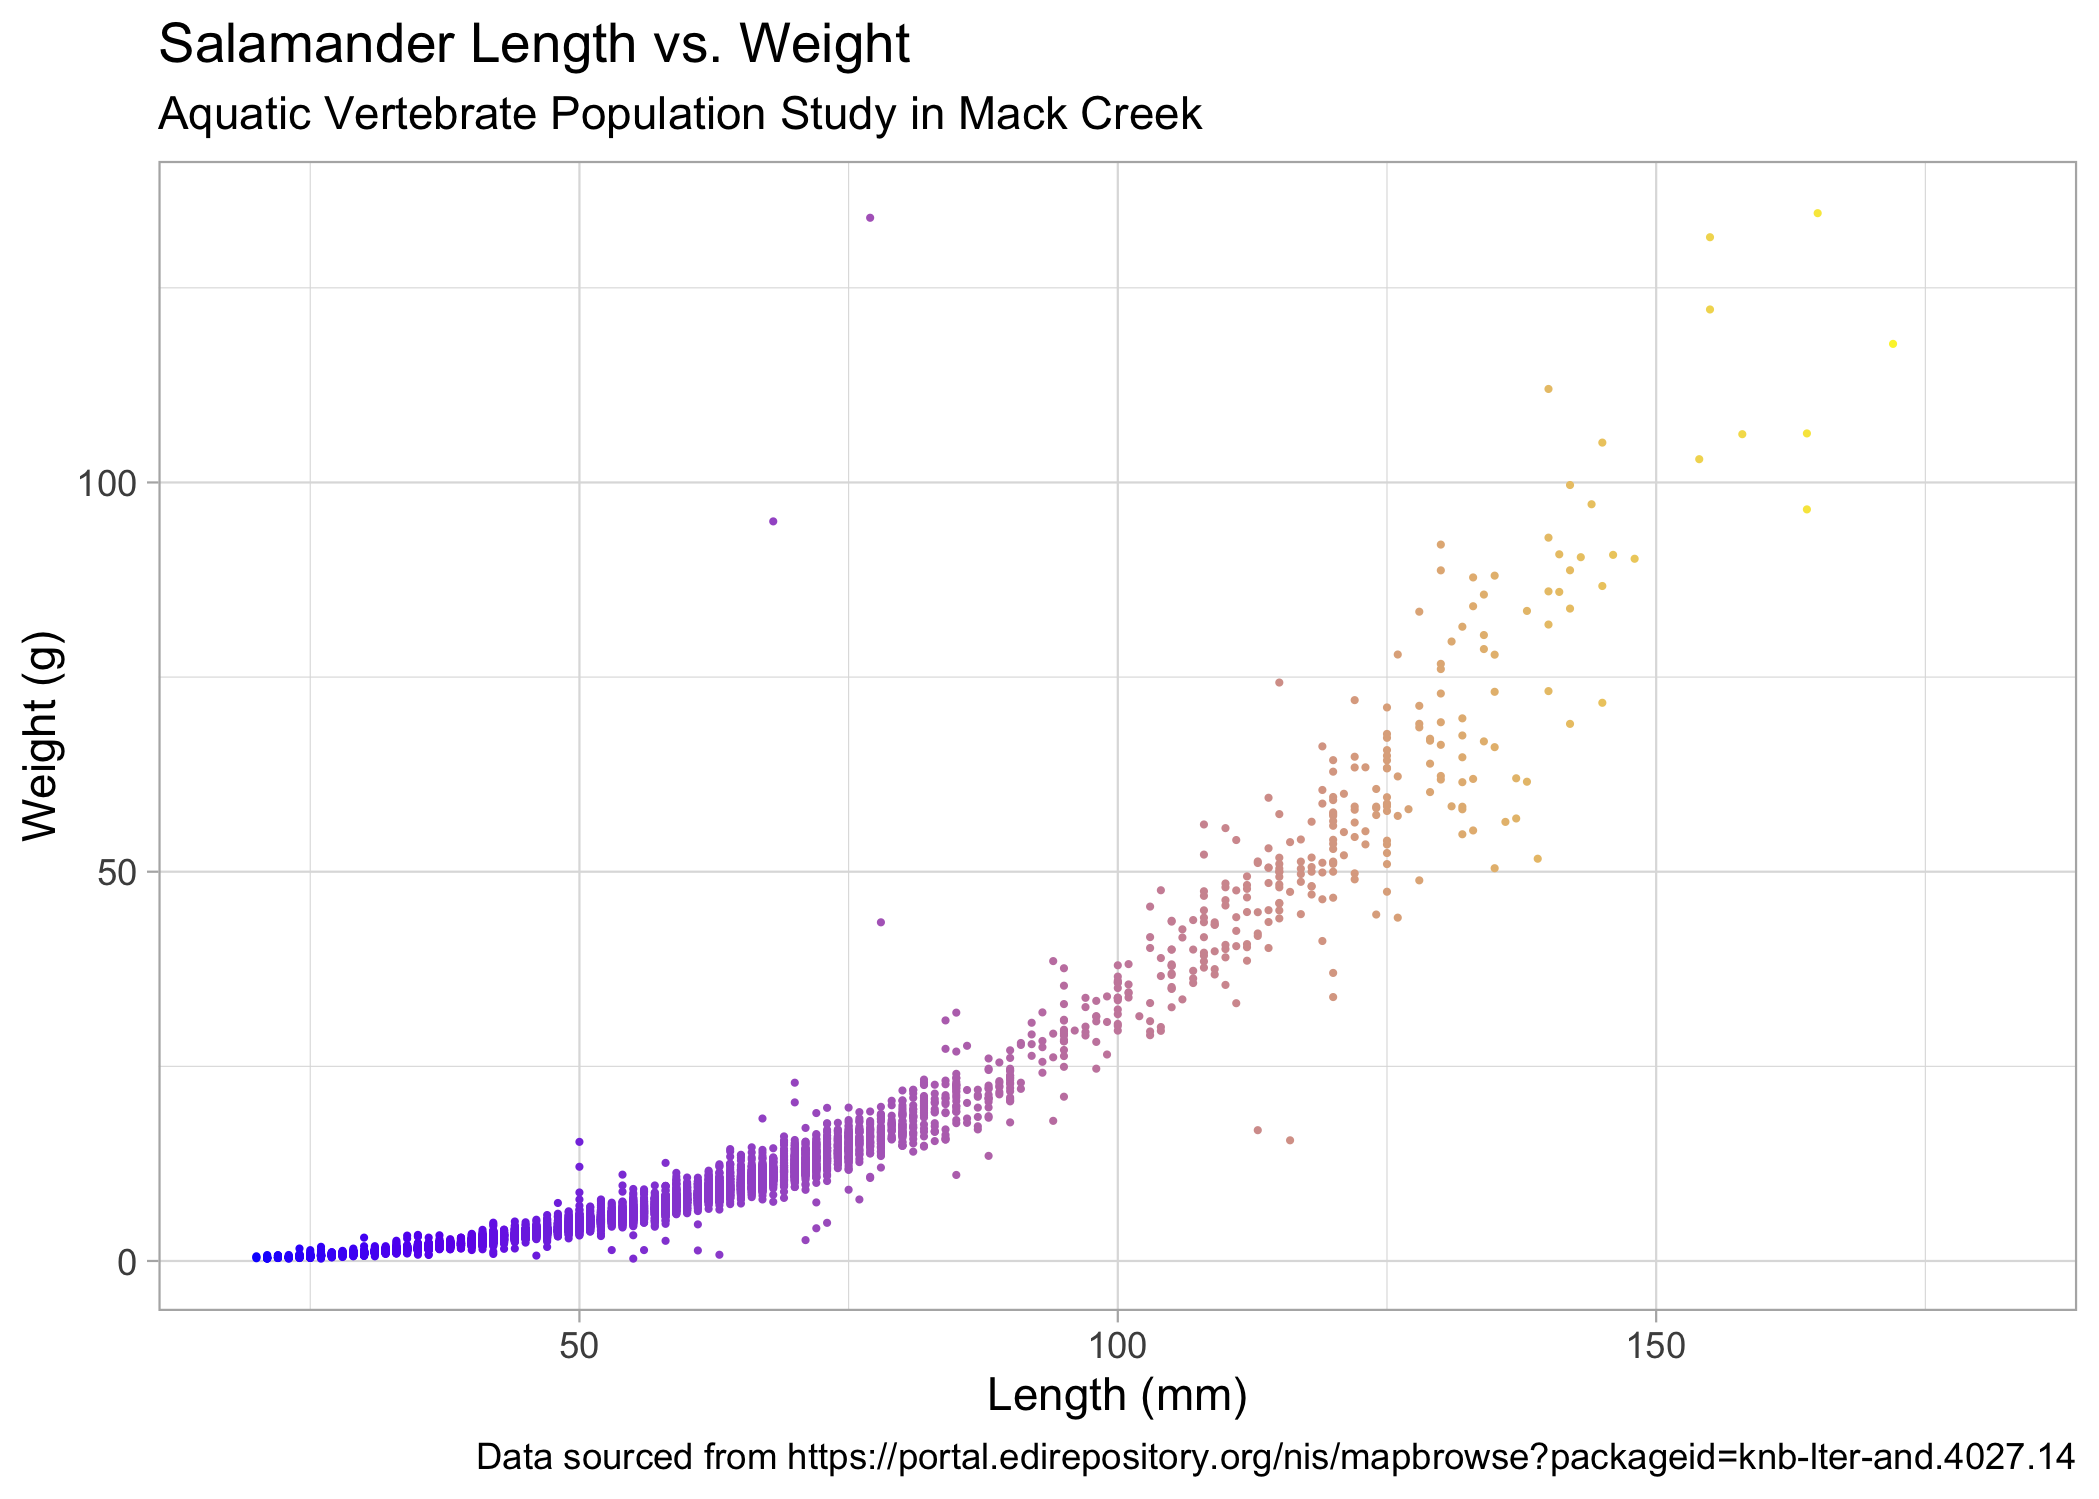 Salamander Length vs. Weight
Aquatic Vertebrate Population Study in Mack Creek
Weight (g)
100
50
0
50 100 150
Length (mm)
Data sourced from https://portal.edirepository.org/nis/mapbrowse?packageid=knb-lter-and.4027.14